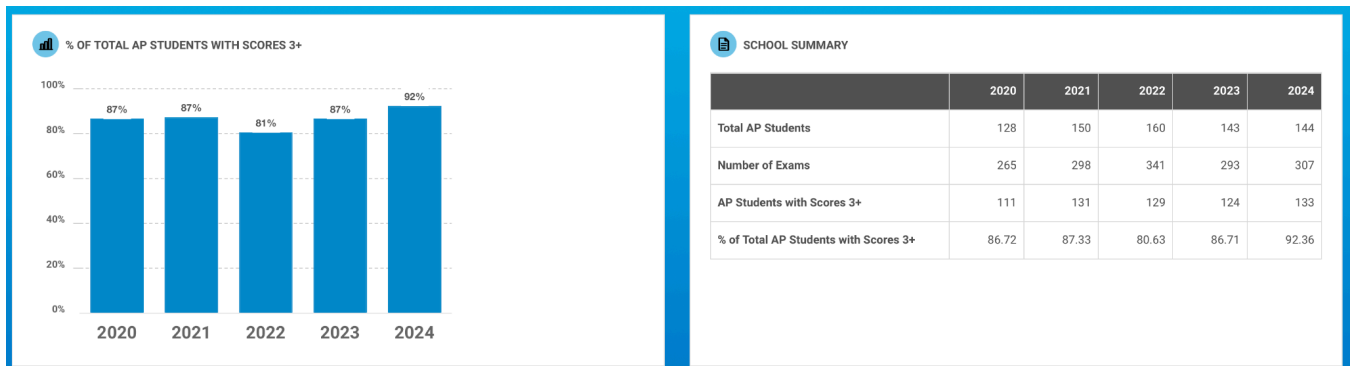 % OF TOTAL AP STUDENTS WITH SCORES 3+
100%
80%
60%
40%
20%
0%
87%
87%
81%
87%
92%
2020 2021 2022 2023 2024
SCHOOL SUMMARY
2020 2021 2022 2023 2024
Total AP Students 128 150 160 143 144
Number of Exams 265 298 341 293 307
AP Students with Scores 3+ 111 131 129 124 133
% of Total AP Students with Scores 3+ 86.72 87.33 80.63 86.71 92.36